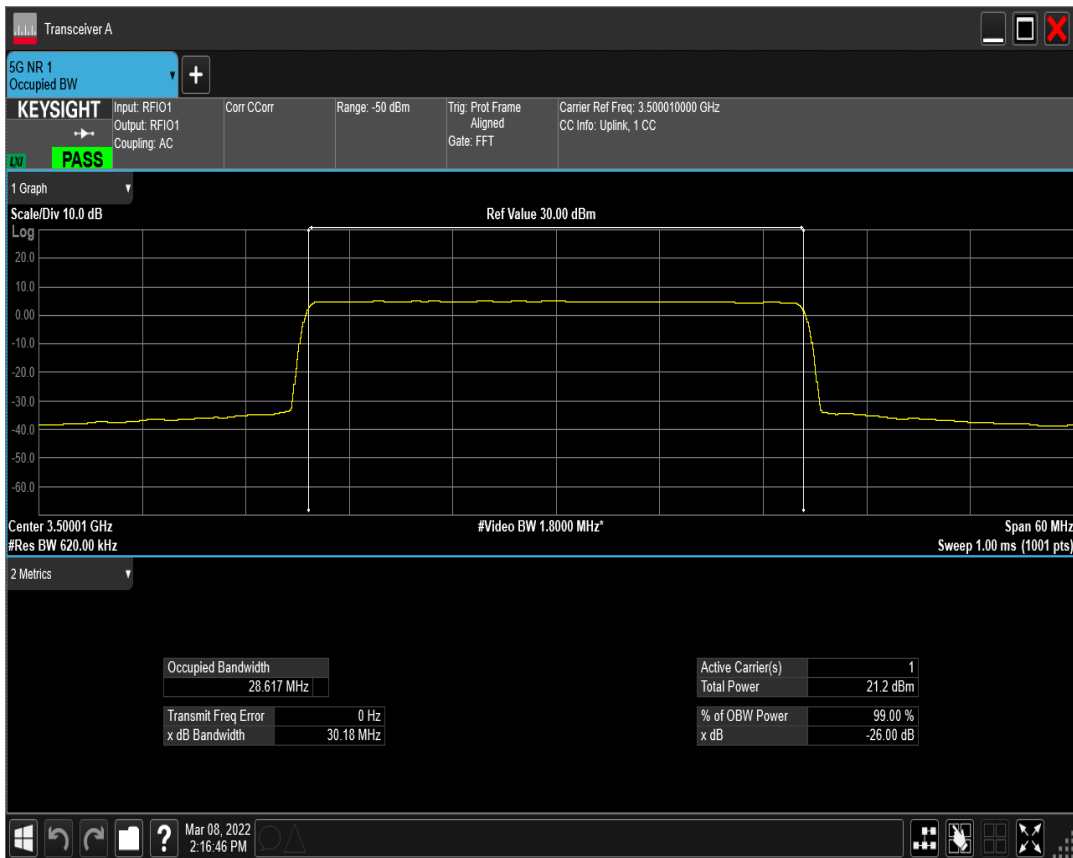 Transceiver A
5G NR 1
Occupied BW
+
KEYSIGHT
LXI
PASS
Input: RFIO1
Output: RFIO1
Coupling: AC
Corr CCorr
Range: -50 dBm
Trig: Prot Frame
Aligned
Gate: FFT
Carrier Ref Freq: 3.500010000 GHz
CC Info: Uplink, 1 CC
1 Graph
Scale/Div 10.0 dB
Ref Value 30.00 dBm
Log
20.0
10.0
0.00
-10.0
-20.0
-30.0
-40.0
-50.0
-60.0
Center 3.50001 GHz
#Video BW 1.8000 MHz*
Span 60 MHz
#Res BW 620.00 kHz
Sweep 1.00 ms (1001 pts)
2 Metrics
Occupied Bandwidth
28.617 MHz
Transmit Freq Error 0 Hz
x dB Bandwidth 30.18 MHz
Active Carrier(s) 1
Total Power 21.2 dBm
% of OBW Power 99.00 %
x dB -26.00 dB
?
Mar 08, 2022
2:16:46 PM